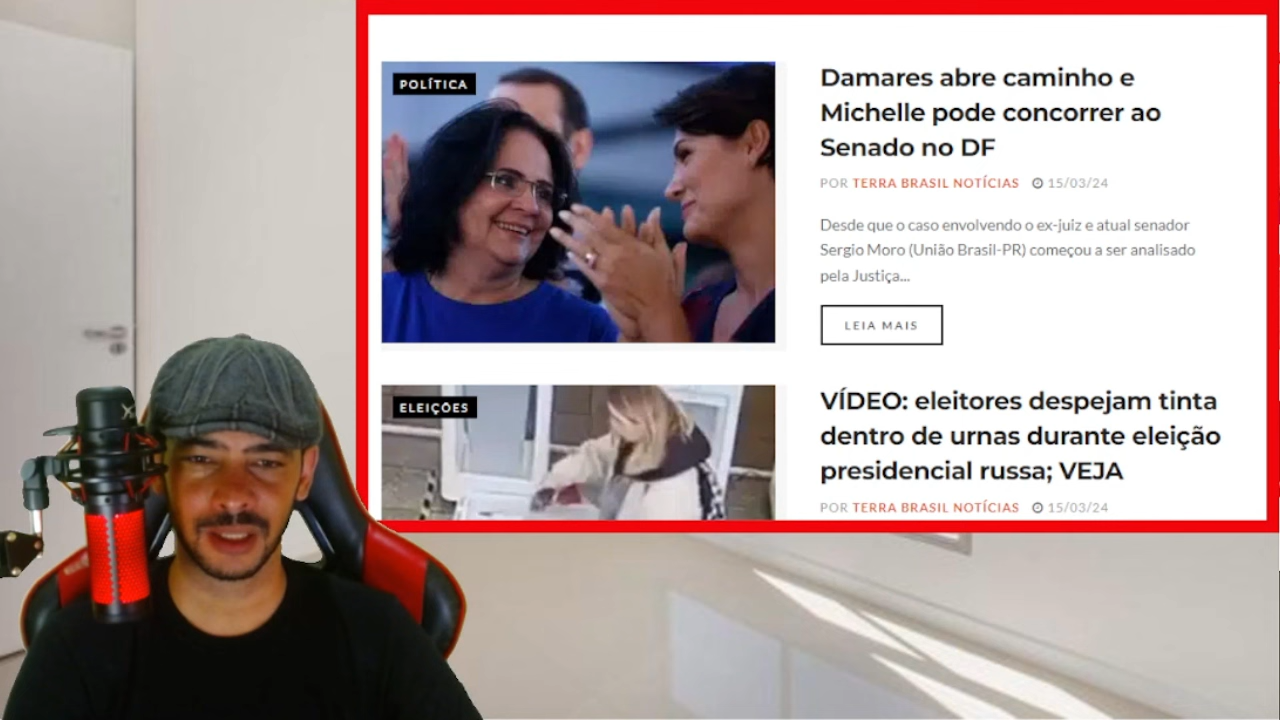 POLÍTICA
Damares abre caminho e
Michelle pode concorrer ao
Senado no DF
POR TERRA BRASIL NOTÍCIAS 15/03/24
Desde que o caso envolvendo o ex-juiz e atual senador
Sergio Moro (União Brasil-PR) começou a ser analisado
pela Justiça...
LEIA MAIS
ELEIÇÕES
VÍDEO: eleitores despejam tinta
dentro de urnas durante eleição
presidencial russa; VEJA
POR TERRA BRASIL NOTÍCIAS 15/03/24